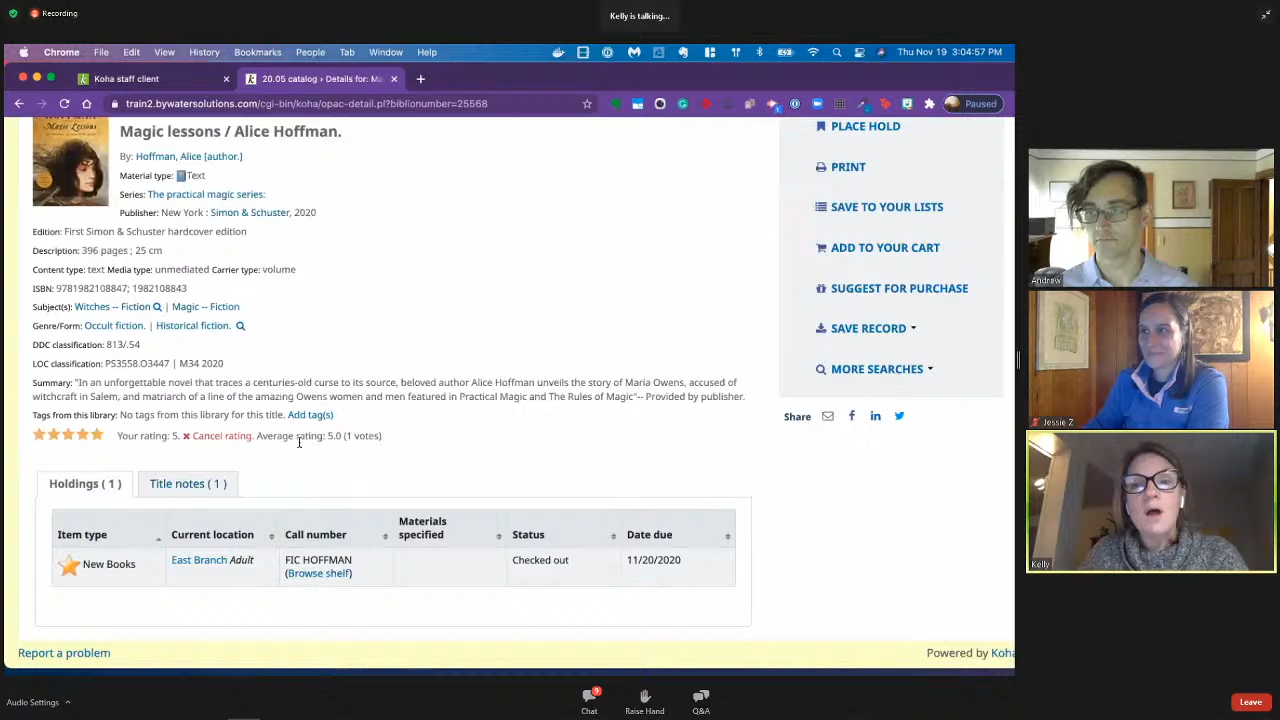 Recording
Kelly is talking...
Chrome File Edit View History Bookmarks People Tab Window Help Thu Nov 19 3:04:57 PM
Koha staff client
20.05 catalog › Details for: Ma
train2.bywatersolutions.com/cgi-bin/koha/opac-detail.pl?biblionumber=25568
Paused
Magic lessons / Alice Hoffman.
By: Hoffman, Alice [author.]
Material type: Text
Series: The practical magic series:
Publisher: New York : Simon & Schuster, 2020
Edition: First Simon & Schuster hardcover edition
Description: 396 pages ; 25 cm
Content type: text Media type: unmediated Carrier type: volume
ISBN: 9781982108847; 1982108843
Subject(s): Witches -- Fiction | Magic -- Fiction
Genre/Form: Occult fiction. | Historical fiction.
DDC classification: 813/.54
LOC classification: PS3558.O3447 | M34 2020
Summary: "In an unforgettable novel that traces a centuries-old curse to its source, beloved author Alice Hoffman unveils the story of Maria Owens, accused of
witchcraft in Salem, and matriarch of a line of the amazing Owens women and men featured in Practical Magic and The Rules of Magic"-- Provided by publisher.
Tags from this library: No tags from this library for this title. Add tag(s)
Your rating: 5. Cancel rating. Average rating: 5.0 (1 votes)
Holdings ( 1 )
Title notes ( 1 )
Item type
Current location
Call number
Materials
specified
Status
Date due
New Books
East Branch Adult
FIC HOFFMAN
(Browse shelf)
Checked out
11/20/2020
PLACE HOLD
PRINT
SAVE TO YOUR LISTS
ADD TO YOUR CART
SUGGEST FOR PURCHASE
SAVE RECORD
MORE SEARCHES
Share
Report a problem
Powered by Koha
Andrew
Jessie Z
Kelly
Audio Settings
9
Chat
Raise Hand
Q&A
Leave